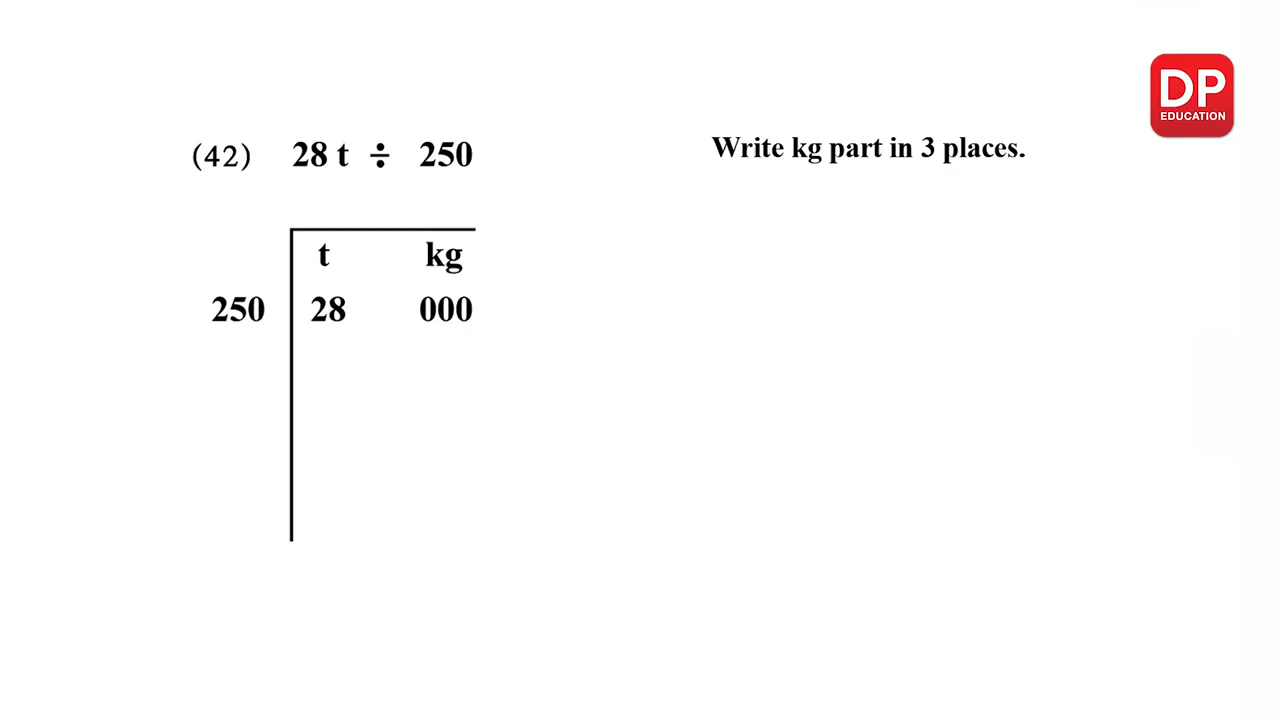 DP
EDUCATION
(42) 28 t ÷ 250
Write kg part in 3 places.
t kg
250 28 000